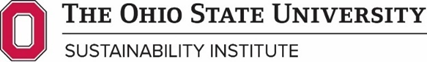 THE OHIO STATE UNIVERSITY
SUSTAINABILITY INSTITUTE